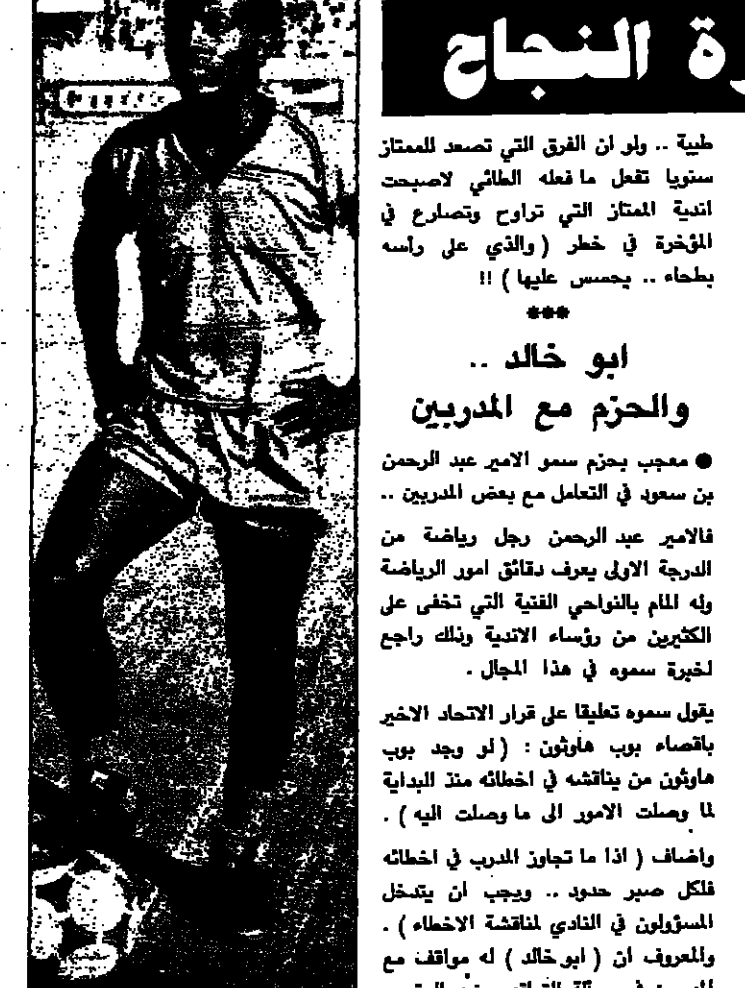 رة النجاح
طيبة .. ولو ان الفرق التي تصعد للممتاز
سنويا تفعل ما فعله الطائي لاصبحت
اندية الممتاز التي تراوح وتصارع في
المؤخرة في خطر ( والذي على راسه
بطحاء .. يحسس عليها ) !!
***
ابو خالد ..
والحزم مع المدربين
● معجب بحزم سمو الامير عبد الرحمن
بن سعود في التعامل مع بعض المدربين ..
فالامير عبد الرحمن رجل رياضة من
الدرجة الاولى يعرف دقائق امور الرياضة
وله المام بالنواحي الفنية التي تخفى على
الكثيرين من رؤساء الاندية وذلك راجع
لخبرة سموه في هذا المجال .
يقول سموه تعليقا على قرار الاتحاد الاخير
باقصاء بوب هاوثون : ( لو وجد بوب
هاوثون من يناقشه في اخطائه منذ البداية
لما وصلت الامور الى ما وصلت اليه ) .
واضاف ( اذا ما تجاوز المدرب في اخطائه
فلكل صبر حدود .. ويجب ان يتدخل
المسؤولون في النادي لمناقشة الاخطاء ) .
والمعروف ان ( ابو خالد ) له مواقف مع